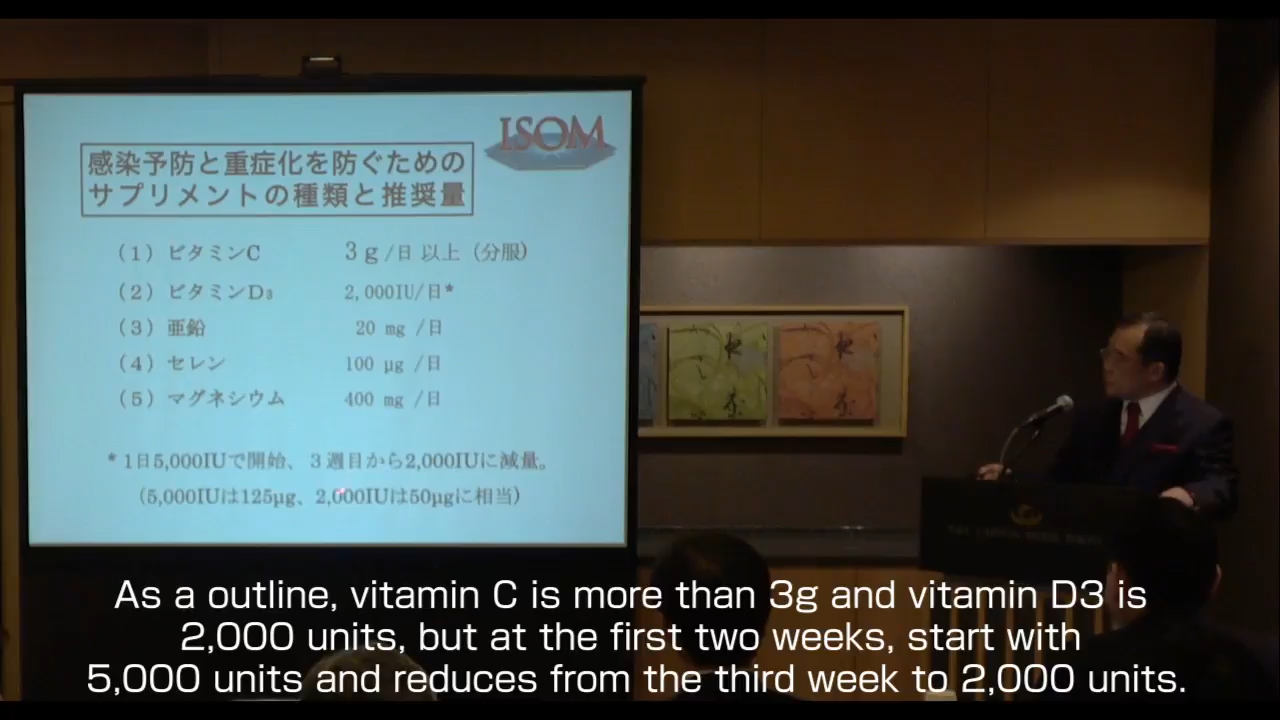 ISOM
感染予防と重症化を防ぐための
サプリメントの種類と推奨量
(1) ビタミンC 3g/日 以上 (分服)
(2) ビタミンD₃ 2,000IU/日*
(3) 亜鉛 20 mg /日
(4) セレン 100 μg /日
(5) マグネシウム 400 mg /日
* 1日5,000IUで開始、3週目から2,000IUに減量。
(5,000IUは125μg、2,000IUは50μgに相当)
As a outline, vitamin C is more than 3g and vitamin D3 is
2,000 units, but at the first two weeks, start with
5,000 units and reduces from the third week to 2,000 units.